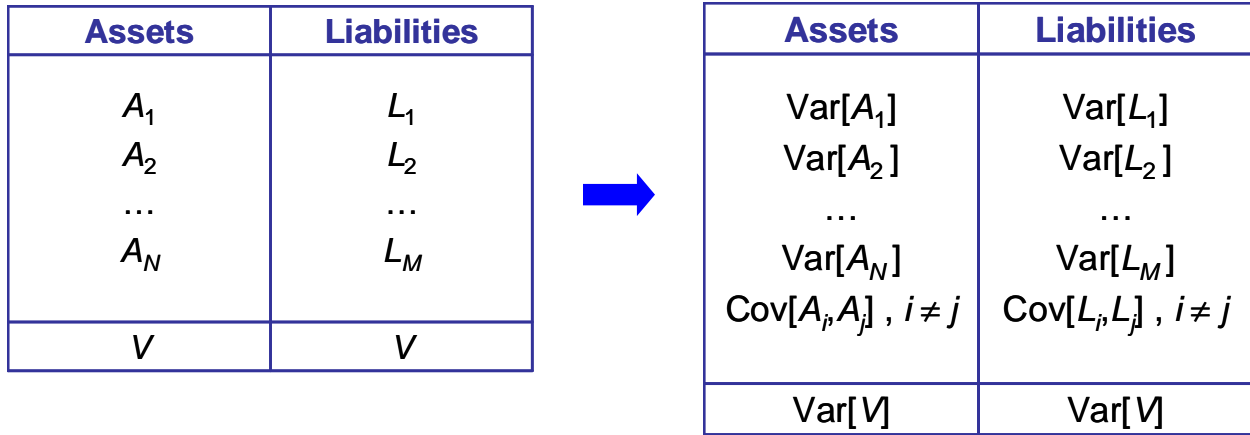 Assets Liabilities
A1 L1
A2 L2
... ...
AN LM
V V
Assets Liabilities
Var[A1] Var[L1]
Var[A2] Var[L2]
... ...
Var[AN] Var[LM]
Cov[Ai,Aj] , i ≠ j Cov[Li,Lj] , i ≠ j
Var[V] Var[V]